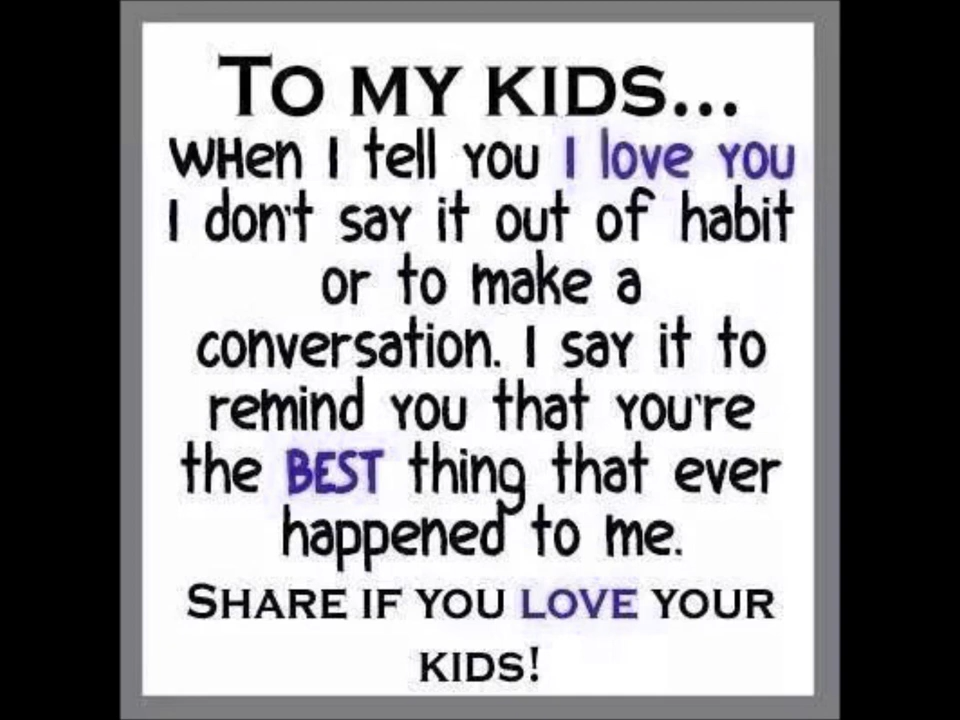 To my kids...
WHen I tell YOU I love YOU
I don't saY it out of habit
or to make a
conversation. I saY it to
remind YOU that YOU're
the BEST thing that ever
happened to me.
Share if you love your
kids!